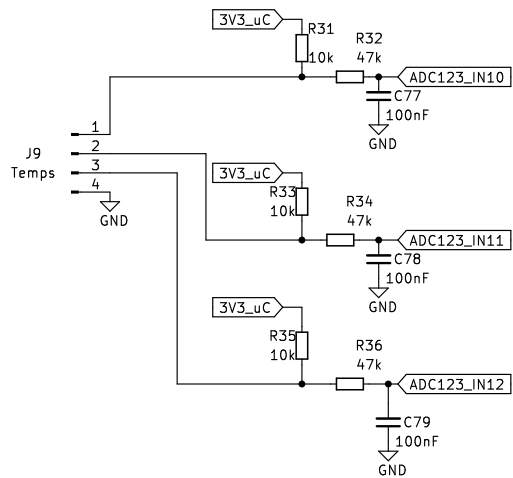 3V3_uC
R31
10k
R32
47k
ADC123_IN10
C77
100nF
GND
J9
Temps
1
2
3
4
GND
3V3_uC
R33
10k
R34
47k
ADC123_IN11
C78
100nF
GND
3V3_uC
R35
10k
R36
47k
ADC123_IN12
C79
100nF
GND